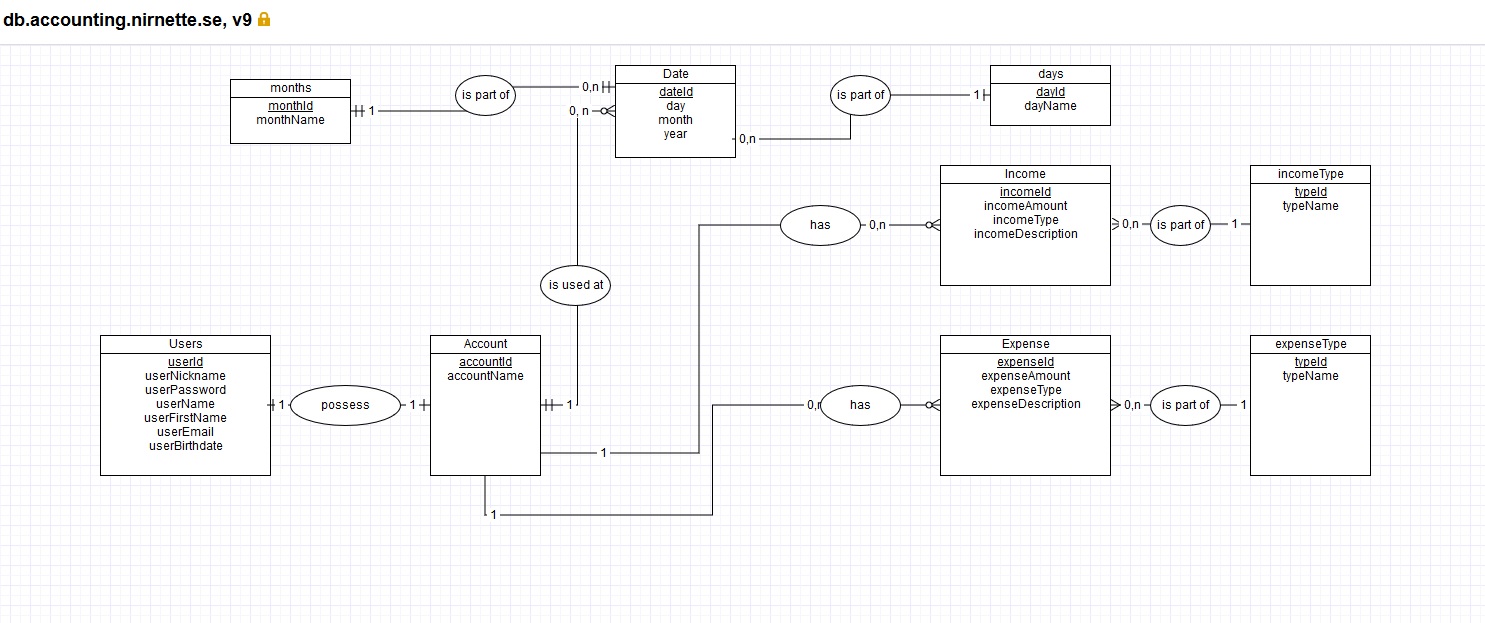 db.accounting.nirnette.se, v9
months
monthId
monthName
1
is part of
0,n
0, n
Date
dateId
day
month
year
0,n
is part of
1
days
dayId
dayName
Income
incomeId
incomeAmount
incomeType
incomeDescription
has
0,n
0,n
is part of
1
incomeType
typeId
typeName
is used at
Users
userId
userNickname
userPassword
userName
userFirstName
userEmail
userBirthdate
1
possess
1
Account
accountId
accountName
1
1
1
has
Expense
expenseId
expenseAmount
expenseType
expenseDescription
0,n
is part of
1
expenseType
typeId
typeName